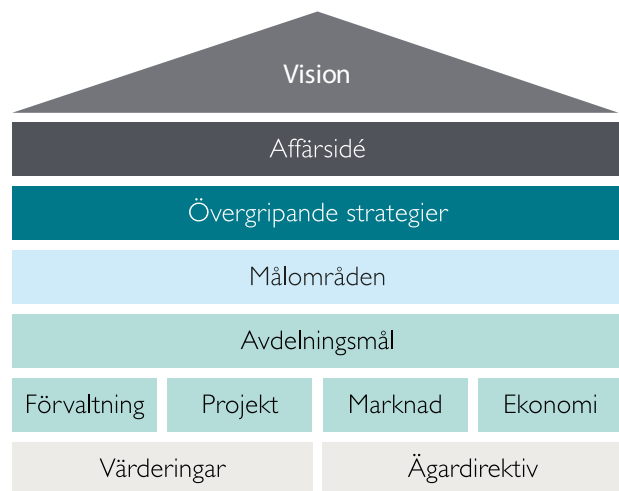 Vision
Affärsidé
Övergripande strategier
Målområden
Avdelningsmål
Förvaltning
Projekt
Marknad
Ekonomi
Värderingar
Ägardirektiv